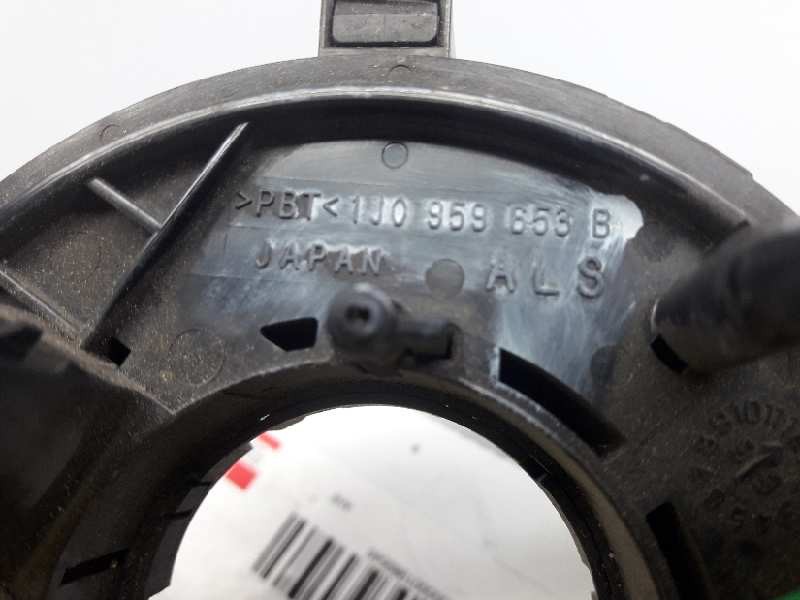 >PBT< 1J0 959 653 B
JAPAN ALS